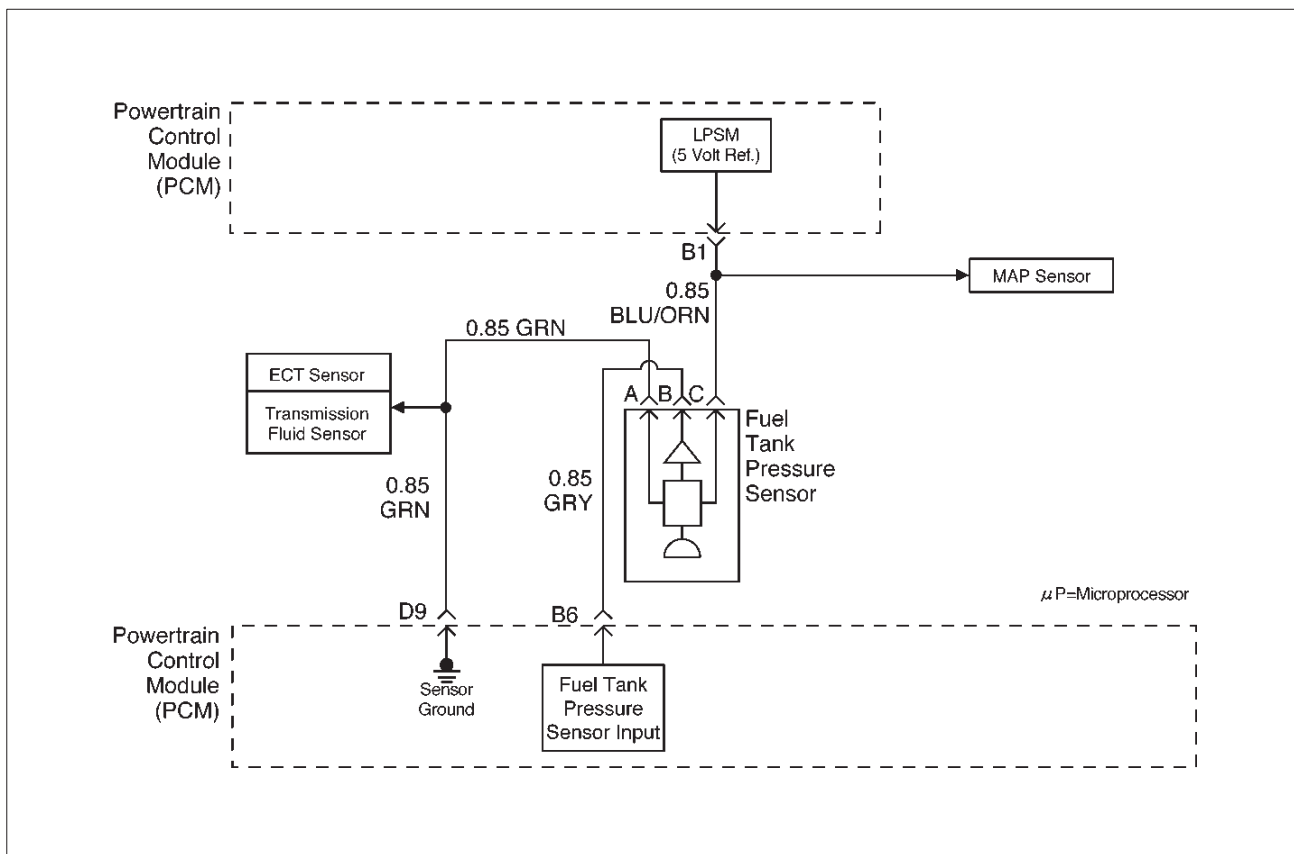 Powertrain
Control
Module
(PCM)
LPSM
(5 Volt Ref.)
B1
MAP Sensor
0.85
BLU/ORN
0.85 GRN
ECT Sensor
Transmission
Fluid Sensor
A
B
C
Fuel
Tank
Pressure
Sensor
0.85
GRN
0.85
GRY
μP=Microprocessor
D9
B6
Powertrain
Control
Module
(PCM)
Sensor
Ground
Fuel Tank
Pressure
Sensor Input